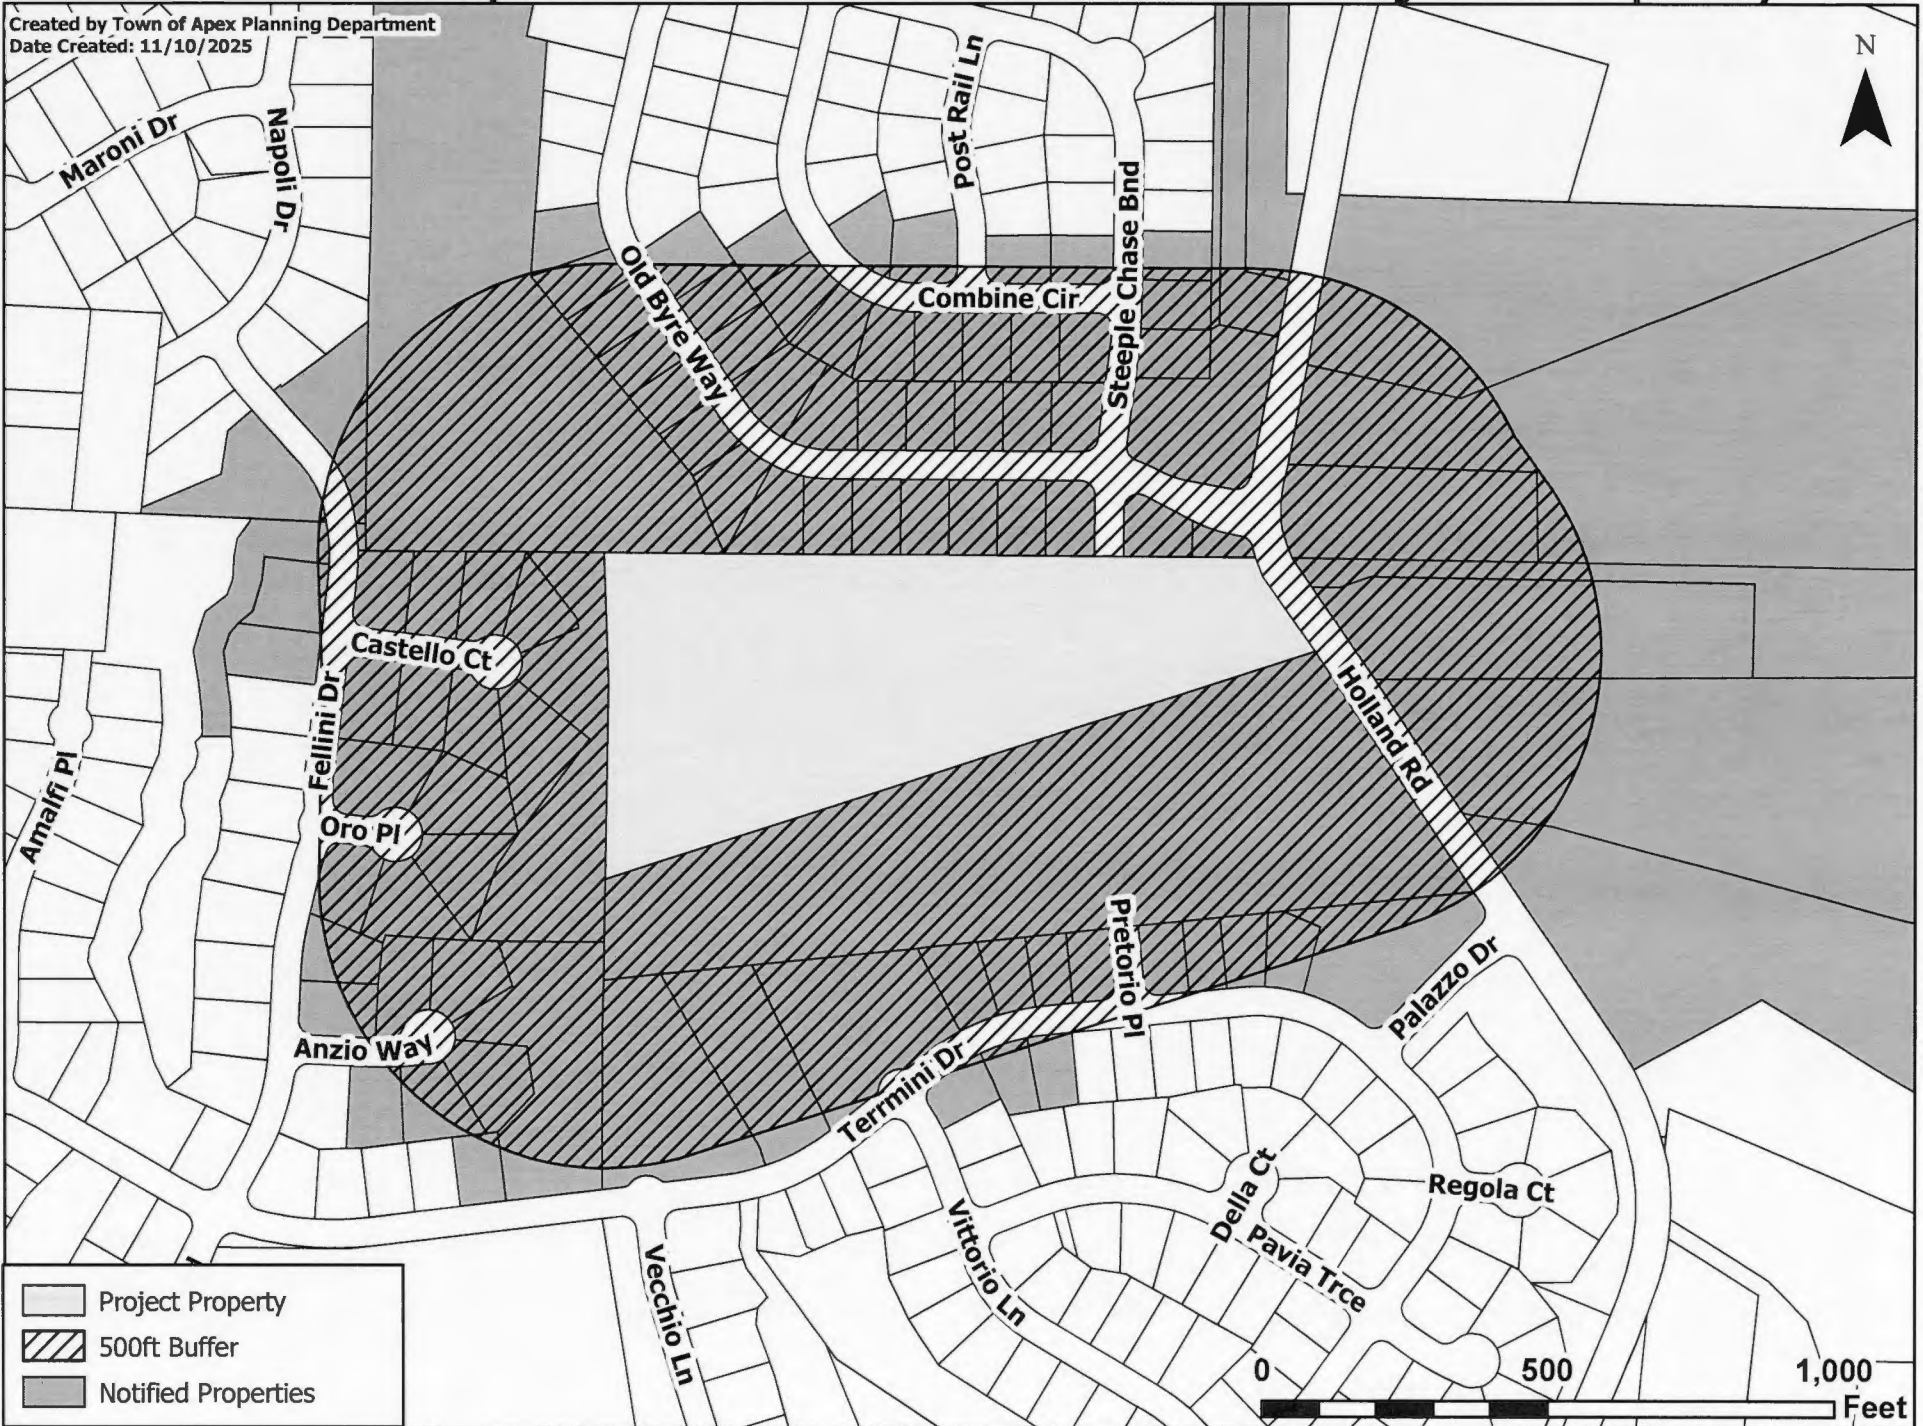 Created by Town of Apex Planning Department
Date Created: 11/10/2025
N
Maroni Dr
Napoli Dr
Post Rail Ln
Steeple Chase Bnd
Old Byre Way
Combine Cir
Castello Ct
Fellini Dr
Holland Rd
Amalfi Pl
Oro Pl
Pretorio Pl
Palazzo Dr
Anzio Way
Terrmini Dr
Della Ct
Regola Ct
Vittorio Ln
Pavia Trce
Vecchio Ln
Project Property
500ft Buffer
Notified Properties
0 500 1,000
Feet